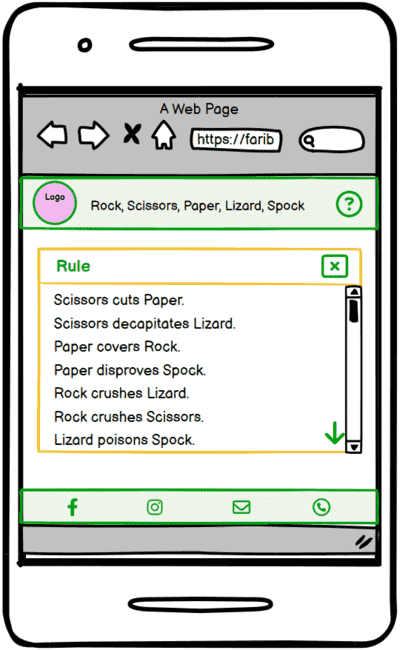 A Web Page
https://farib
Logo
Rock, Scissors, Paper, Lizard, Spock
?
Rule
Scissors cuts Paper.
Scissors decapitates Lizard.
Paper covers Rock.
Paper disproves Spock.
Rock crushes Lizard.
Rock crushes Scissors.
Lizard poisons Spock.